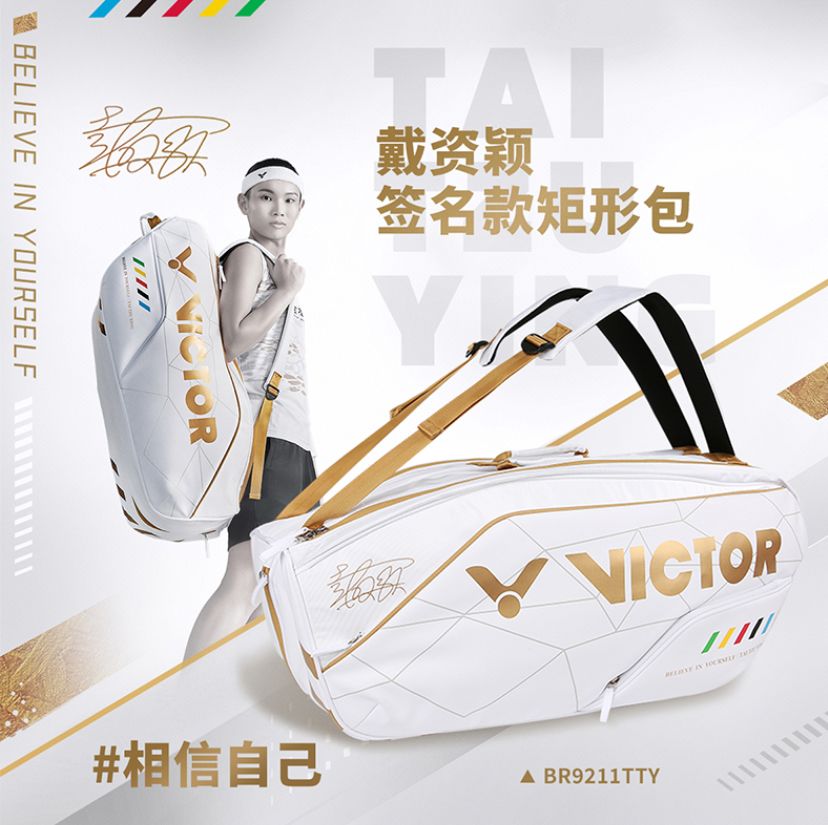 BELIEVE IN YOURSELF
TAI
TZU
YING
戴资颖
签名款矩形包
VICTOR
VICTOR
BELIEVE IN YOURSELF
#相信自己
▲ BR9211TTY